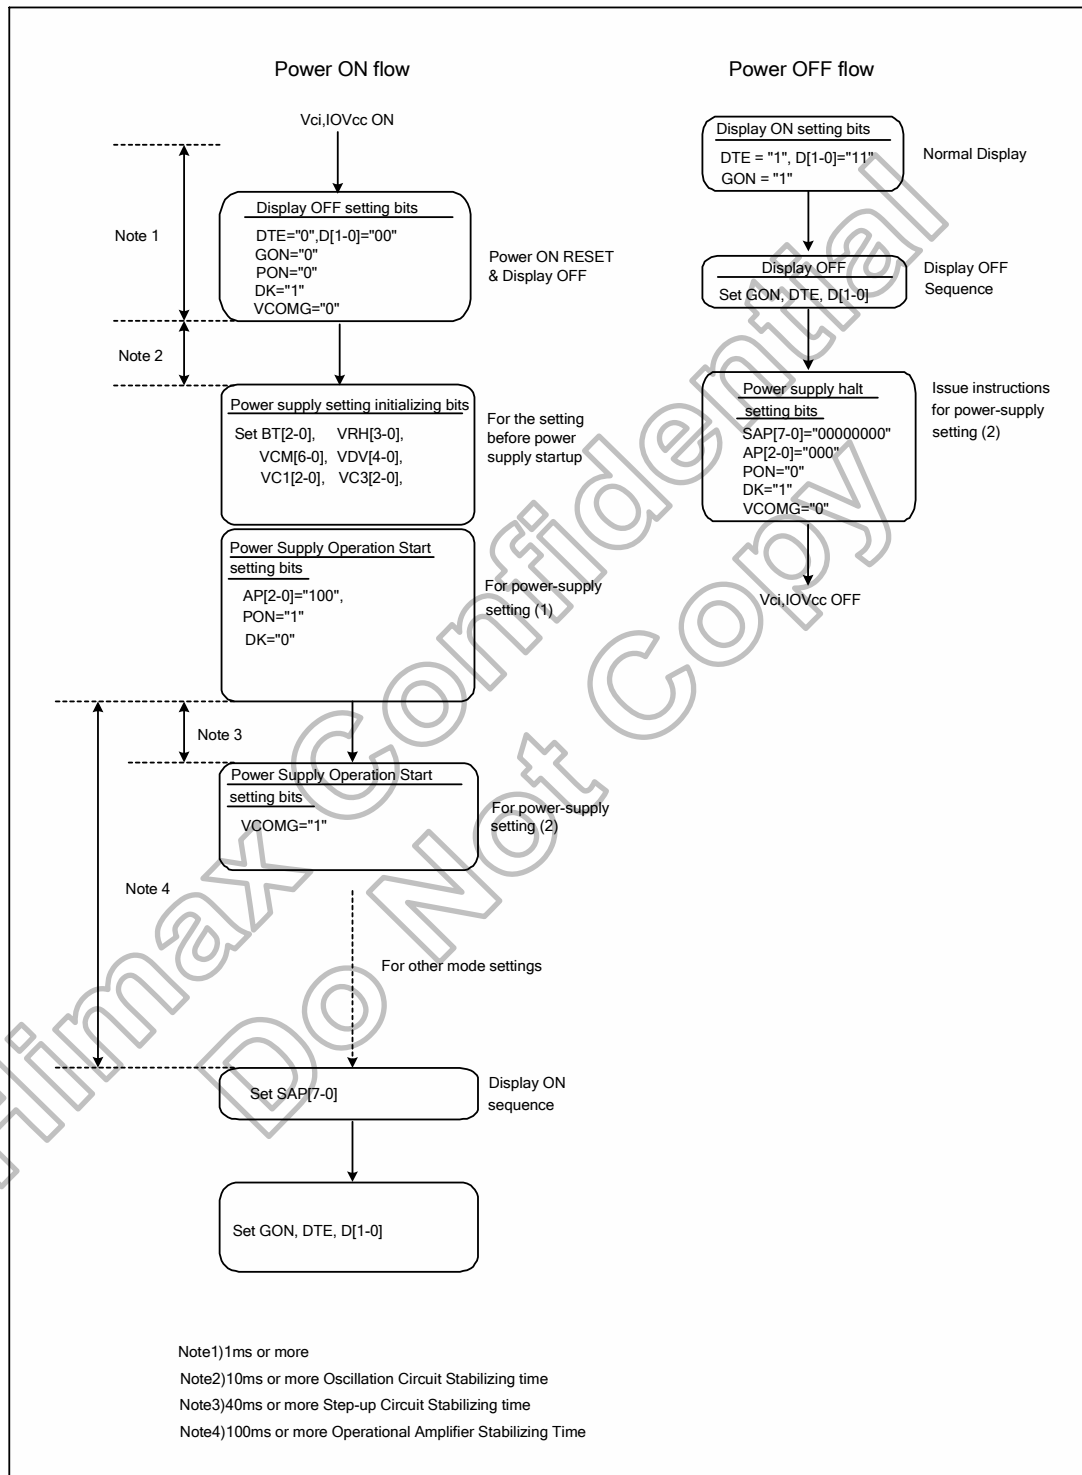 Power ON flow
Vci,IOVcc ON
Note 1
Display OFF setting bits
DTE="0",D[1-0]="00"
GON="0"
PON="0"
DK="1"
VCOMG="0"
Power ON RESET
& Display OFF
Note 2
Power supply setting initializing bits
Set BT[2-0], VRH[3-0],
VCM[6-0], VDV[4-0],
VC1[2-0], VC3[2-0],
For the setting
before power
supply startup
Power Supply Operation Start
setting bits
AP[2-0]="100",
PON="1"
DK="0"
For power-supply
setting (1)
Note 3
Power Supply Operation Start
setting bits
VCOMG="1"
For power-supply
setting (2)
Note 4
For other mode settings
Set SAP[7-0]
Display ON
sequence
Set GON, DTE, D[1-0]
Power OFF flow
Display ON setting bits
DTE = "1", D[1-0]="11"
GON = "1"
Normal Display
Display OFF
Set GON, DTE, D[1-0]
Display OFF
Sequence
Power supply halt
setting bits
SAP[7-0]="00000000"
AP[2-0]="000"
PON="0"
DK="1"
VCOMG="0"
Issue instructions
for power-supply
setting (2)
Vci,IOVcc OFF
Note1)1ms or more
Note2)10ms or more Oscillation Circuit Stabilizing time
Note3)40ms or more Step-up Circuit Stabilizing time
Note4)100ms or more Operational Amplifier Stabilizing Time
Himax Confidential
Do Not Copy